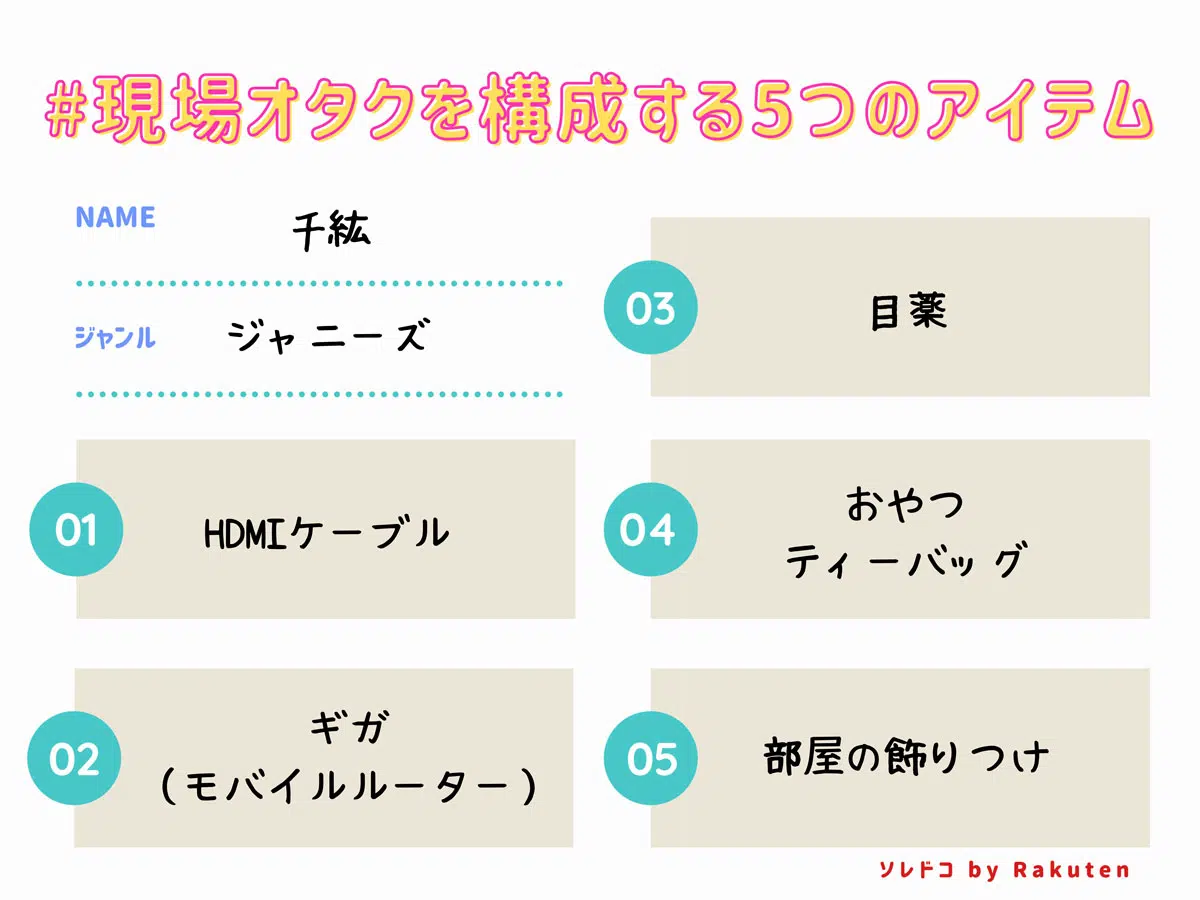 #現場オタクを構成する5つのアイテム
NAME
千紘
ジャンル
ジャニーズ
01
HDMIケーブル
02
ギガ
(モバイルルーター)
03
目薬
04
おやつ
ティーバッグ
05
部屋の飾りつけ
ソレドコ by Rakuten